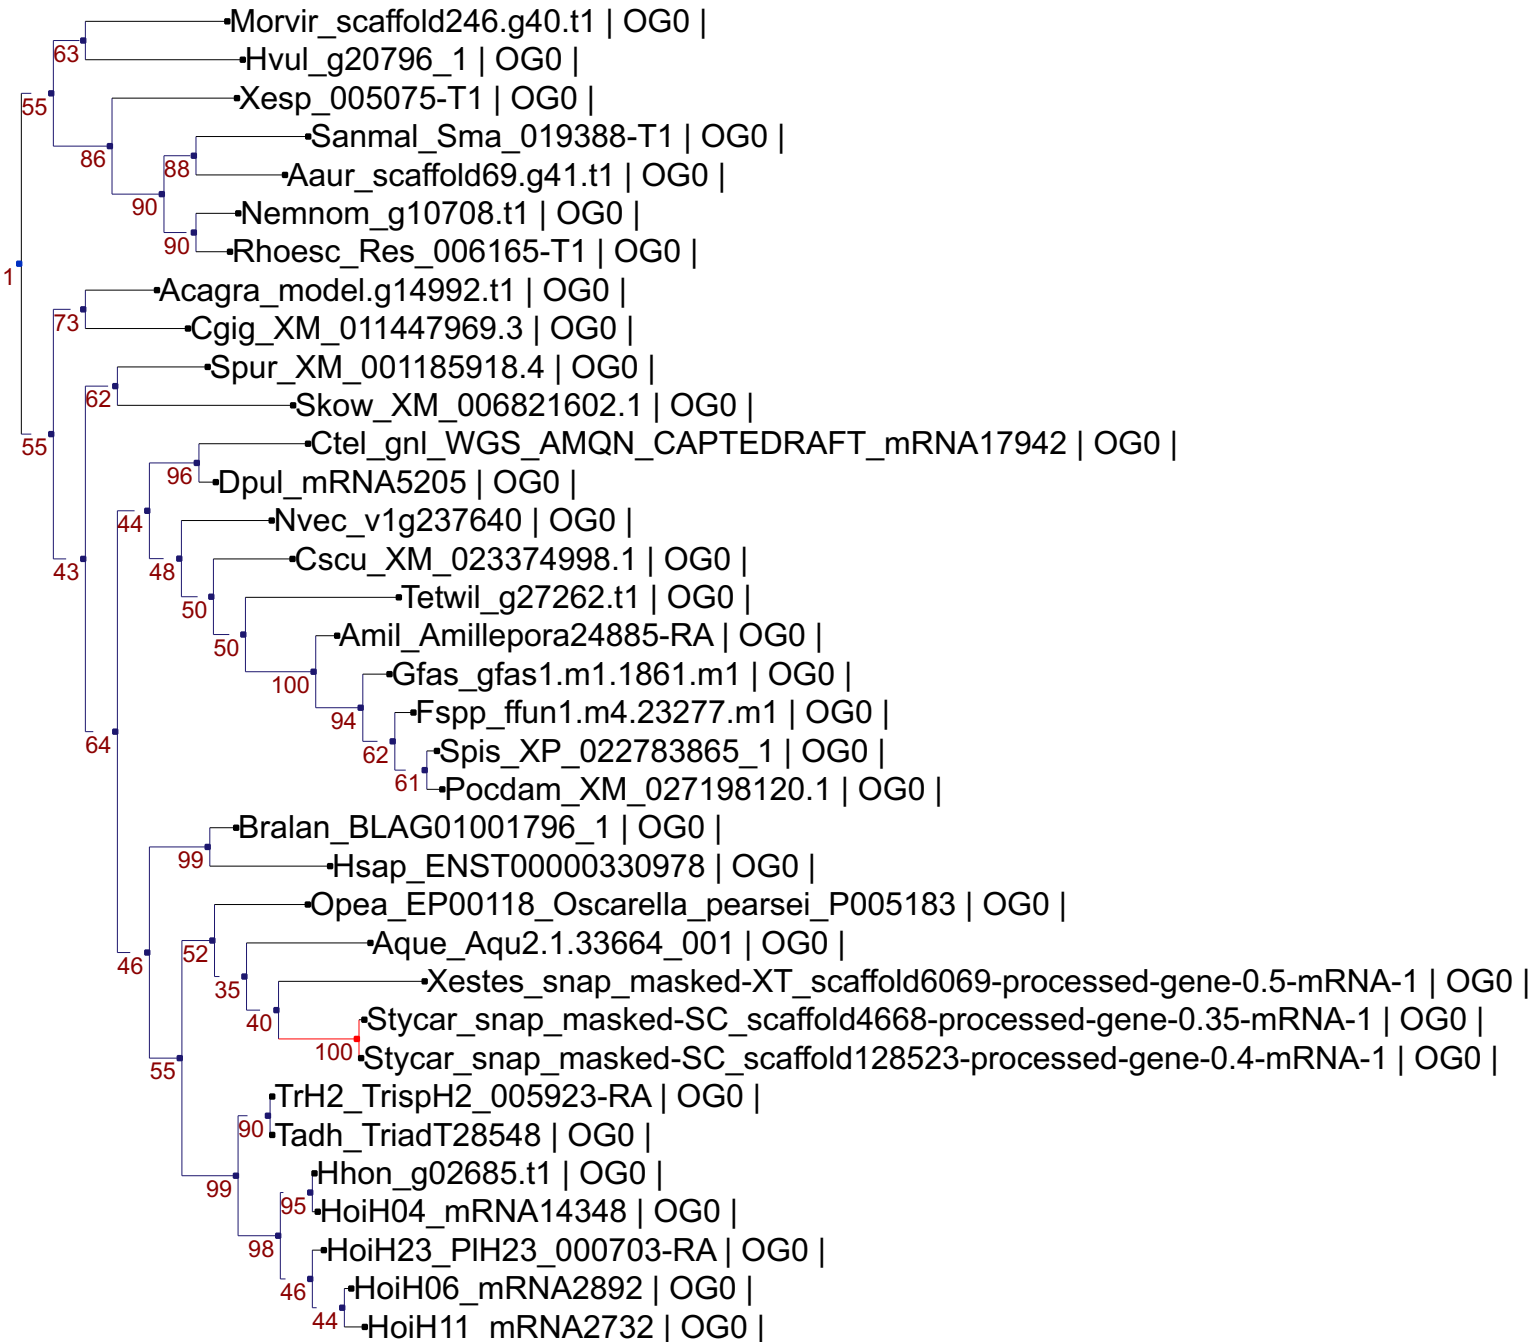 Morvir_scaffold246.g40.t1 | OG0 |
63
Hvul_g20796_1 | OG0 |
Xesp_005075-T1 | OG0 |
55
Sanmal_Sma_019388-T1 | OG0 |
86
88
Aaur_scaffold69.g41.t1 | OG0 |
90
Nemnom_g10708.t1 | OG0 |
90
Rhoesc_Res_006165-T1 | OG0 |
1
Acagra_model.g14992.t1 | OG0 |
73
Cgig_XM_011447969.3 | OG0 |
Spur_XM_001185918.4 | OG0 |
62
Skow_XM_006821602.1 | OG0 |
55
Ctel_gnl_WGS_AMQN_CAPTEDRAFT_mRNA17942 | OG0 |
96
Dpul_mRNA5205 | OG0 |
44
Nvec_v1g237640 | OG0 |
43
48
Cscu_XM_023374998.1 | OG0 |
50
Tetwil_g27262.t1 | OG0 |
50
Amil_Amillepora24885-RA | OG0 |
100
Gfas_gfas1.m1.1861.m1 | OG0 |
94
Fspp_ffun1.m4.23277.m1 | OG0 |
64
62
Spis_XP_022783865_1 | OG0 |
61
Pocdam_XM_027198120.1 | OG0 |
Bralan_BLAG01001796_1 | OG0 |
99
Hsap_ENST00000330978 | OG0 |
Opea_EP00118_Oscarella_pearsei_P005183 | OG0 |
52
Aque_Aqu2.1.33664_001 | OG0 |
46
35
Xestes_snap_masked-XT_scaffold6069-processed-gene-0.5-mRNA-1 | OG0 |
40
Stycar_snap_masked-SC_scaffold4668-processed-gene-0.35-mRNA-1 | OG0 |
100
Stycar_snap_masked-SC_scaffold128523-processed-gene-0.4-mRNA-1 | OG0 |
55
TrH2_TrispH2_005923-RA | OG0 |
90
Tadh_TriadT28548 | OG0 |
99
Hhon_g02685.t1 | OG0 |
95
HoiH04_mRNA14348 | OG0 |
98
HoiH23_PlH23_000703-RA | OG0 |
46
HoiH06_mRNA2892 | OG0 |
44
HoiH11_mRNA2732 | OG0 |